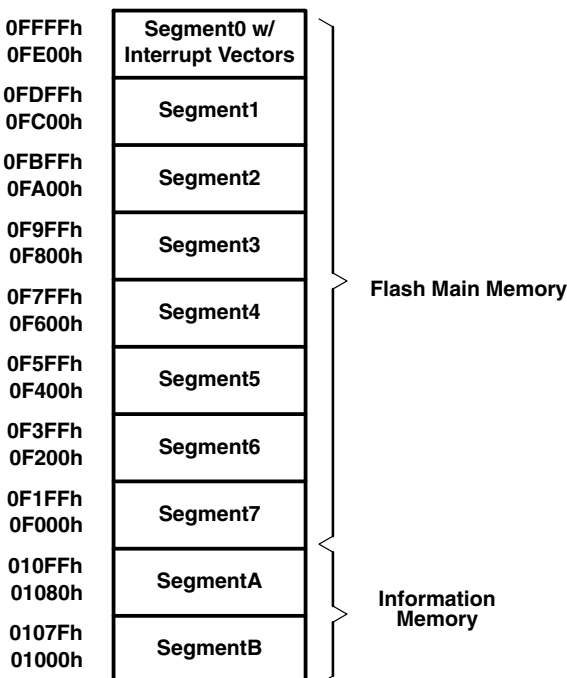 0FFFFh
0FE00h
Segment0 w/
Interrupt Vectors
0FDFFh
0FC00h
Segment1
0FBFFh
0FA00h
Segment2
0F9FFh
0F800h
Segment3
0F7FFh
0F600h
Segment4
Flash Main Memory
0F5FFh
0F400h
Segment5
0F3FFh
0F200h
Segment6
0F1FFh
0F000h
Segment7
010FFh
01080h
SegmentA
Information
Memory
0107Fh
01000h
SegmentB